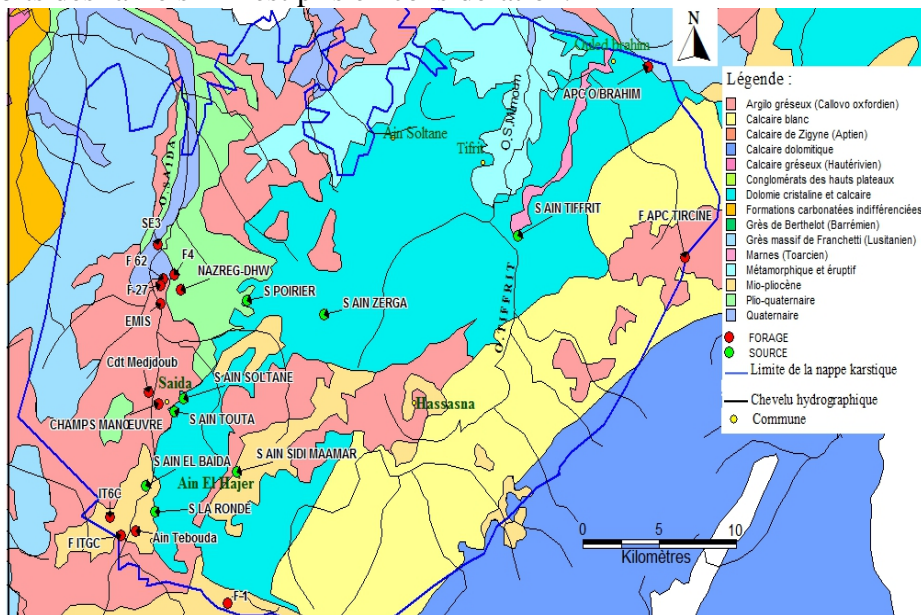 N
Ouled Ibrahim
APC O/BRAHIM
Ain Soltane
O.S.Mimoun
Tifrit
O.SAIDA
SE3
S AIN TIFFRIT
F APC TIRCINE
F 62
F4
NAZREG-DHW
F-27
S POIRIER
S AIN ZERGA
EMIS
O.TIFFRIT
Cdt Medjdoub
Saida
S AIN SOLTANE
Hassasna
CHAMPS MANŒUVRE
S AIN TOUTA
S AIN EL BAIDA
S AIN SIDI MAAMAR
Ain El Hajer
IT6C
S LA RONDE
F ITGC
Ain Tebouda
F-1
0 5 10
Kilomètres
Légende :
Argilo gréseux (Callovo oxfordien)
Calcaire blanc
Calcaire de Zigyne (Aptien)
Calcaire dolomitique
Calcaire gréseux (Hautérivien)
Conglomérats des hauts plateaux
Dolomie cristaline et calcaire
Formations carbonatées indifférenciées
Grès de Berthelot (Barrémien)
Grès massif de Franchetti (Lusitanien)
Marnes (Toarcien)
Métamorphique et éruptif
Mio-pliocène
Plio-quaternaire
Quaternaire
FORAGE
SOURCE
Limite de la nappe karstique
Chevelu hydrographique
Commune